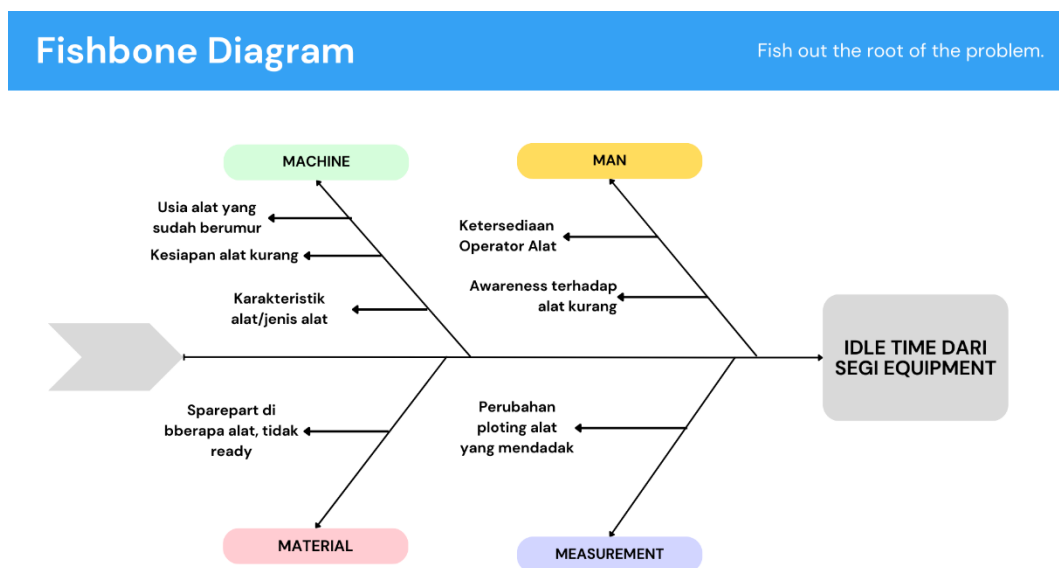 Fishbone Diagram
Fish out the root of the problem.
MACHINE
MAN
Usia alat yang
sudah berumur
Kesiapan alat kurang
Karakteristik
alat/jenis alat
Ketersediaan
Operator Alat
Awareness terhadap
alat kurang
IDLE TIME DARI
SEGI EQUIPMENT
Sparepart di
bberapa alat, tidak
ready
Perubahan
ploting alat
yang mendadak
MATERIAL
MEASUREMENT